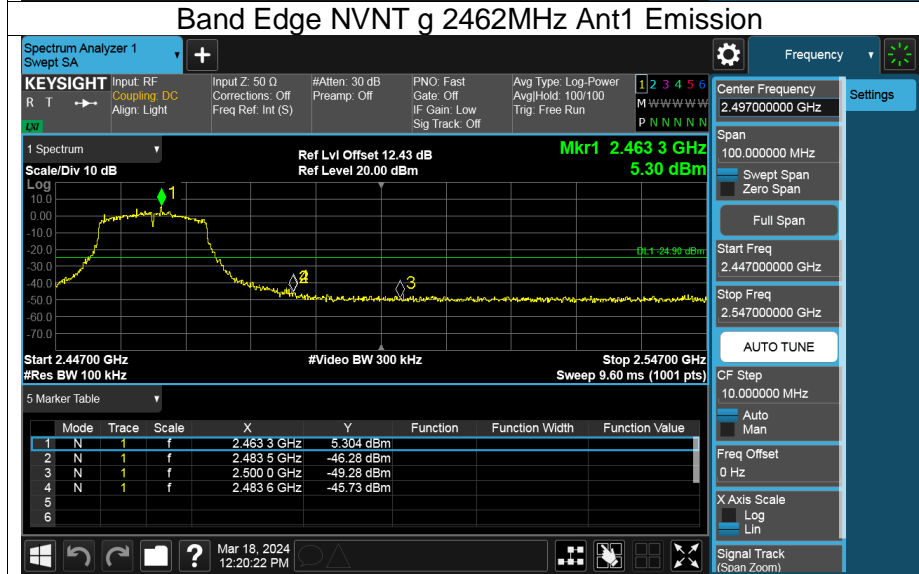 Band Edge NVNT g 2462MHz Ant1 Emission
Spectrum Analyzer 1
Swept SA
+
Frequency
Settings
KEYSIGHT
R T
LXI
Input: RF
Coupling: DC
Align: Light
Input Z: 50 Ω
Corrections: Off
Freq Ref: Int (S)
#Atten: 30 dB
Preamp: Off
PNO: Fast
Gate: Off
IF Gain: Low
Sig Track: Off
Avg Type: Log-Power
Avg|Hold: 100/100
Trig: Free Run
1 2 3 4 5 6
M W W W W W
P N N N N N
1 Spectrum
Scale/Div 10 dB
Ref Lvl Offset 12.43 dB
Ref Level 20.00 dBm
Mkr1 2.463 3 GHz
5.30 dBm
Log
10.0
0.00
-10.0
-20.0
-30.0
-40.0
-50.0
-60.0
-70.0
1
2
4
3
DL1 -24.90 dBm
Start 2.44700 GHz
#Video BW 300 kHz
Stop 2.54700 GHz
#Res BW 100 kHz
Sweep 9.60 ms (1001 pts)
5 Marker Table
Mode Trace Scale X Y Function Function Width Function Value
1 N 1 f 2.463 3 GHz 5.304 dBm
2 N 1 f 2.483 5 GHz -46.28 dBm
3 N 1 f 2.500 0 GHz -49.28 dBm
4 N 1 f 2.483 6 GHz -45.73 dBm
5
6
?
Mar 18, 2024
12:20:22 PM
Center Frequency
2.497000000 GHz
Span
100.000000 MHz
Swept Span
Zero Span
Full Span
Start Freq
2.447000000 GHz
Stop Freq
2.547000000 GHz
AUTO TUNE
CF Step
10.000000 MHz
Auto
Man
Freq Offset
0 Hz
X Axis Scale
Log
Lin
Signal Track
(Span Zoom)